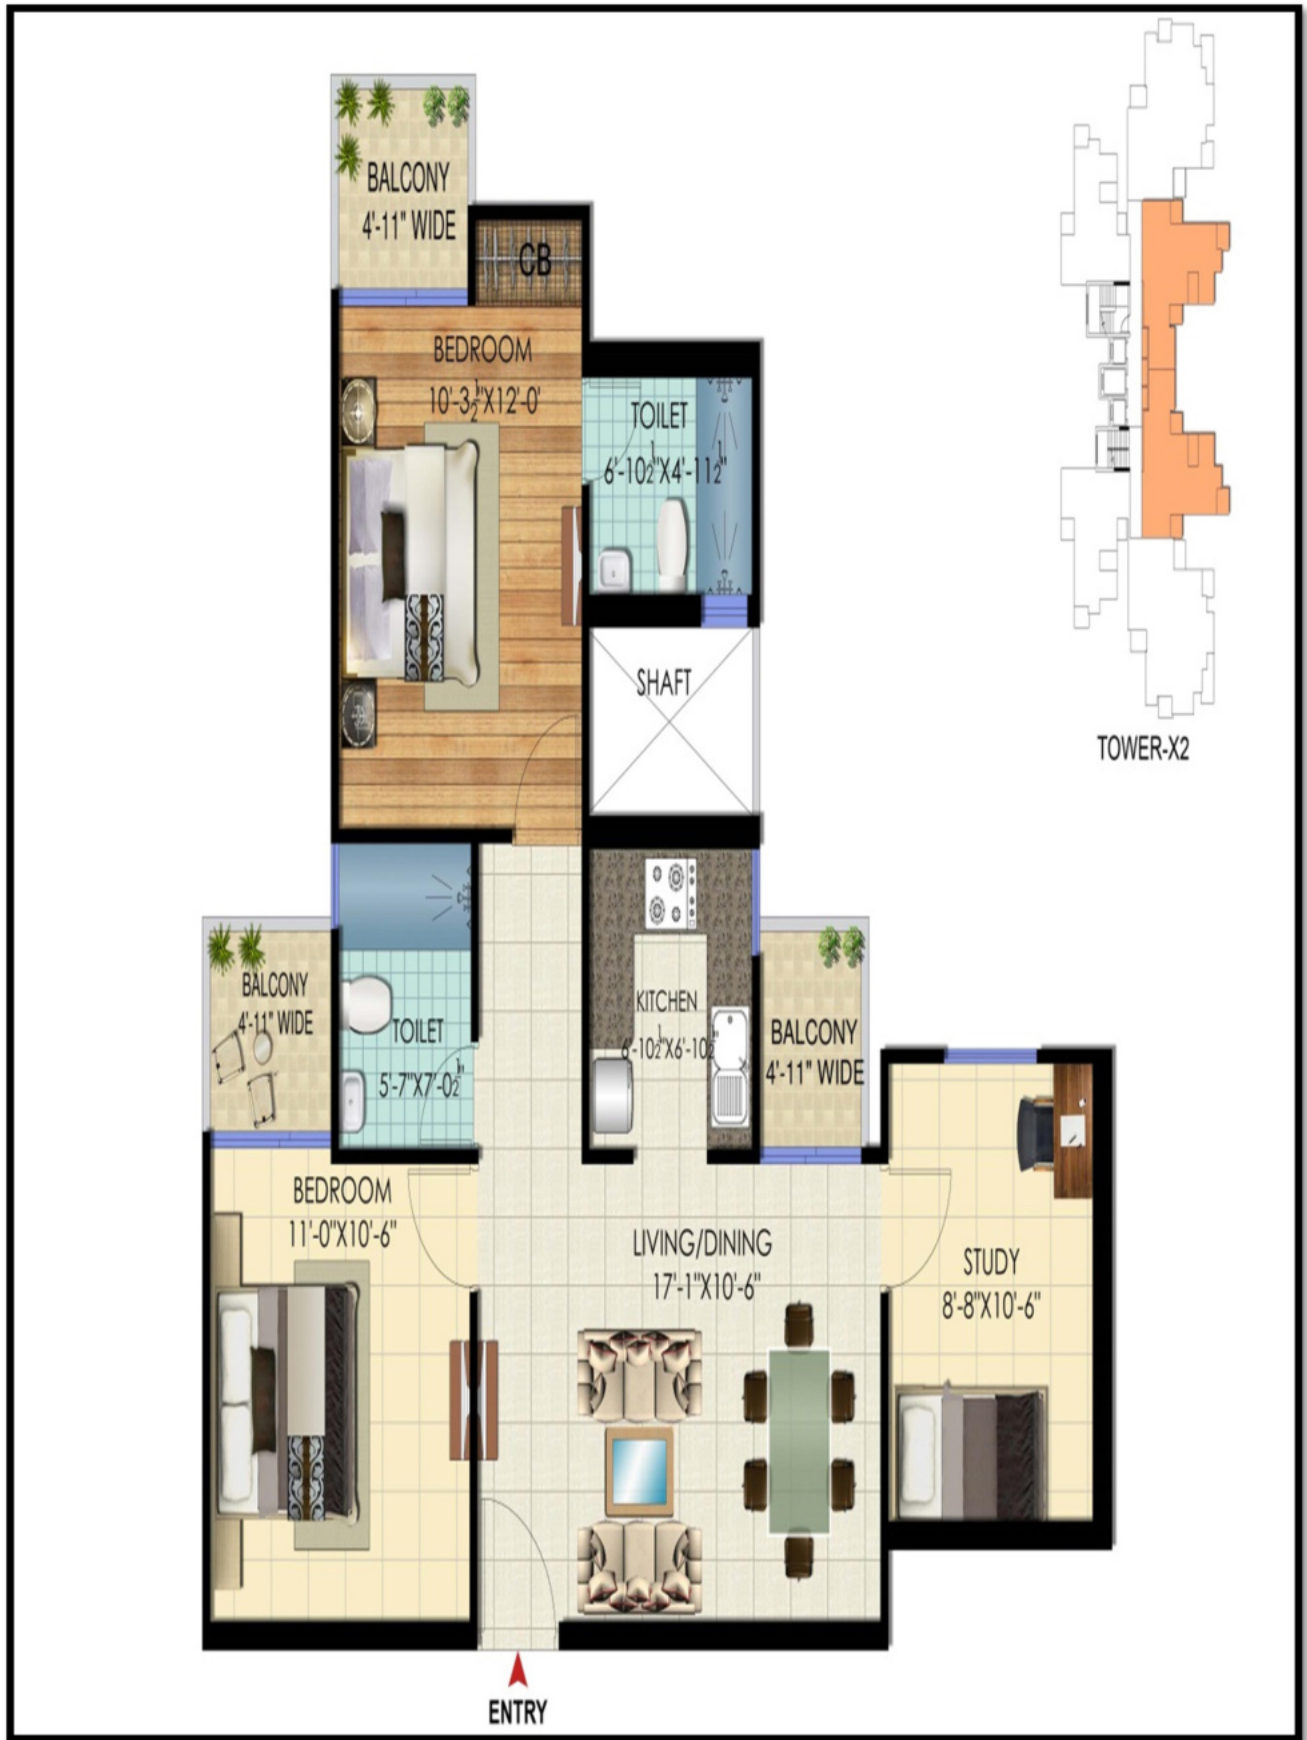 BALCONY
4'-11" WIDE
CB
BEDROOM
10'-3½"X12'-0'
TOILET
6'-10½"X4'-11½"
SHAFT
TOWER-X2
BALCONY
4'-11" WIDE
TOILET
5'-7"X7'-0½"
KITCHEN
6'-10½"X6'-10½"
BALCONY
4'-11" WIDE
BEDROOM
11'-0"X10'-6"
LIVING/DINING
17'-1"X10'-6"
STUDY
8'-8"X10'-6"
ENTRY